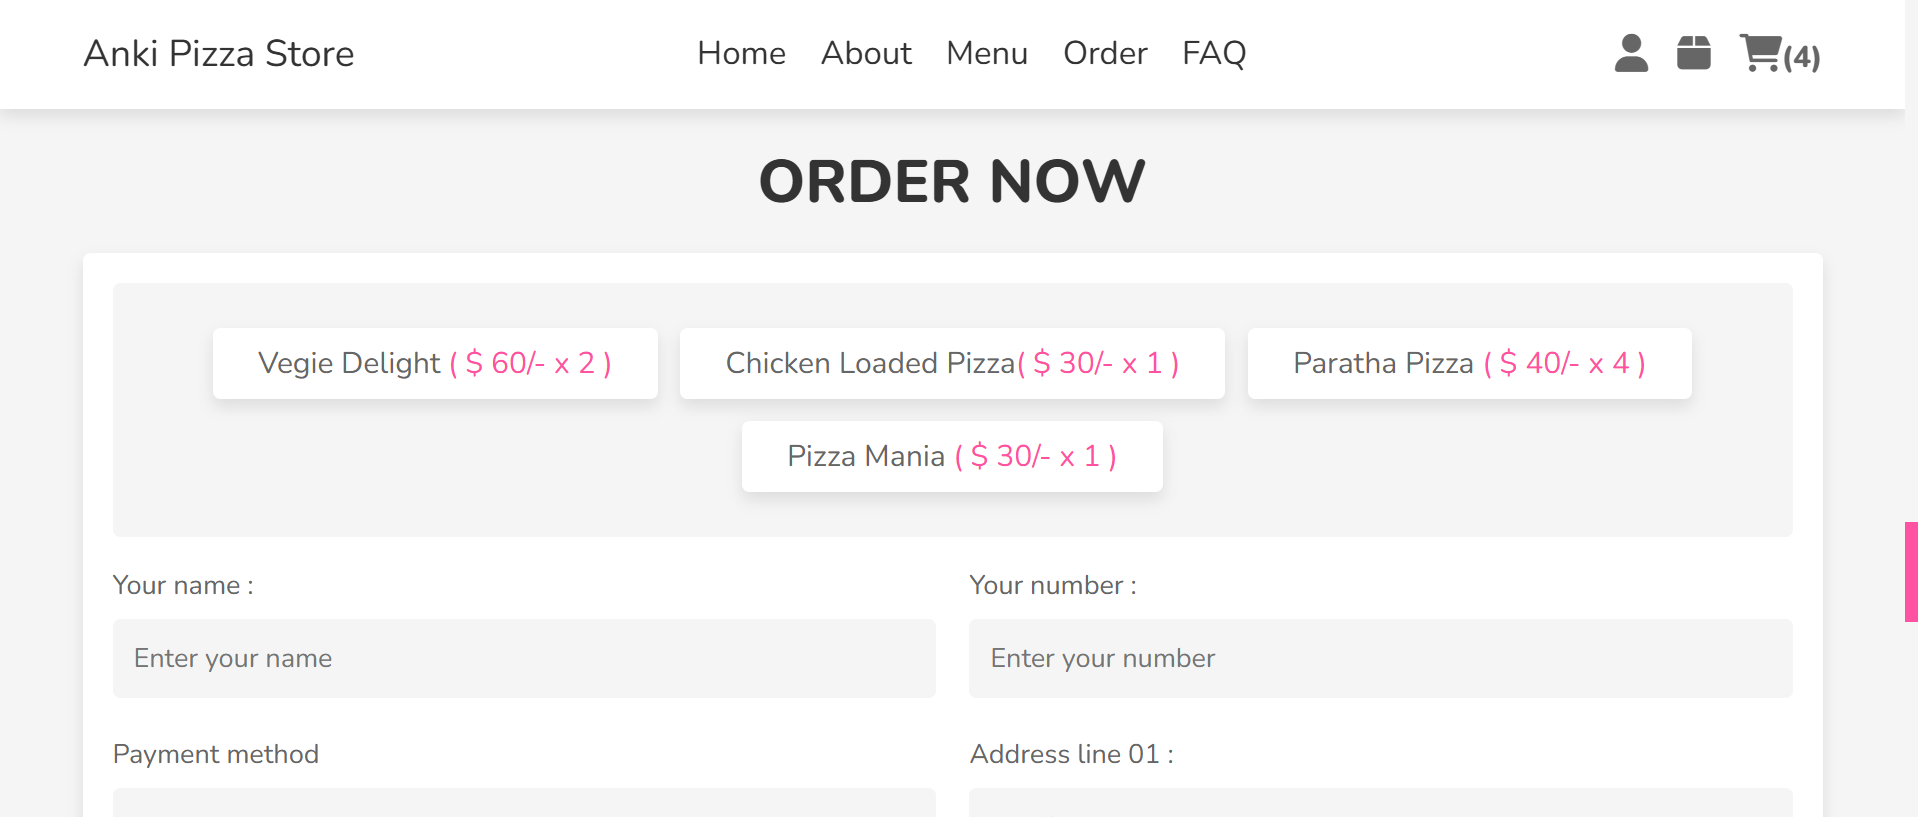 Anki Pizza Store Home About Menu Order FAQ (4)
ORDER NOW
Vegie Delight ( $ 60/- x 2 ) Chicken Loaded Pizza( $ 30/- x 1 ) Paratha Pizza ( $ 40/- x 4 )
Pizza Mania ( $ 30/- x 1 )
Your name : Your number :
Enter your name Enter your number
Payment method Address line 01 :